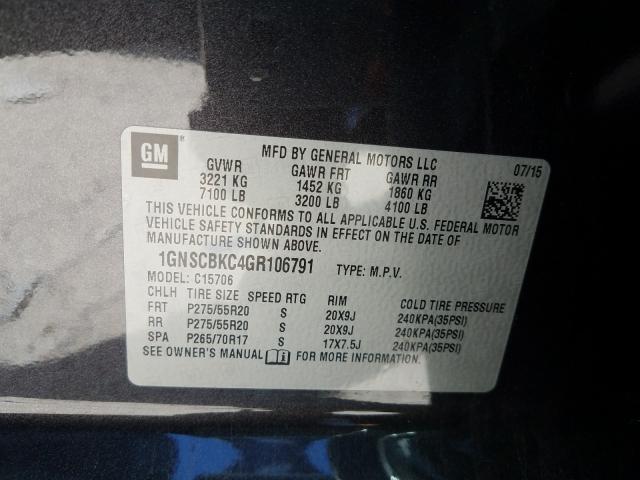 GM
MFD BY GENERAL MOTORS LLC
07/15
GVWR GAWR FRT GAWR RR
3221 KG 1452 KG 1860 KG
7100 LB 3200 LB 4100 LB
THIS VEHICLE CONFORMS TO ALL APPLICABLE U.S. FEDERAL MOTOR
VEHICLE SAFETY STANDARDS IN EFFECT ON THE DATE OF
MANUFACTURE SHOWN ABOVE.
1GNSCBKC4GR106791 TYPE: M.P.V.
MODEL: C15706
CHLH TIRE SIZE SPEED RTG RIM COLD TIRE PRESSURE
FRT P275/55R20 S 20X9J 240KPA(35PSI)
RR P275/55R20 S 20X9J 240KPA(35PSI)
SPA P265/70R17 S 17X7.5J 240KPA(35PSI)
SEE OWNER'S MANUAL FOR MORE INFORMATION.